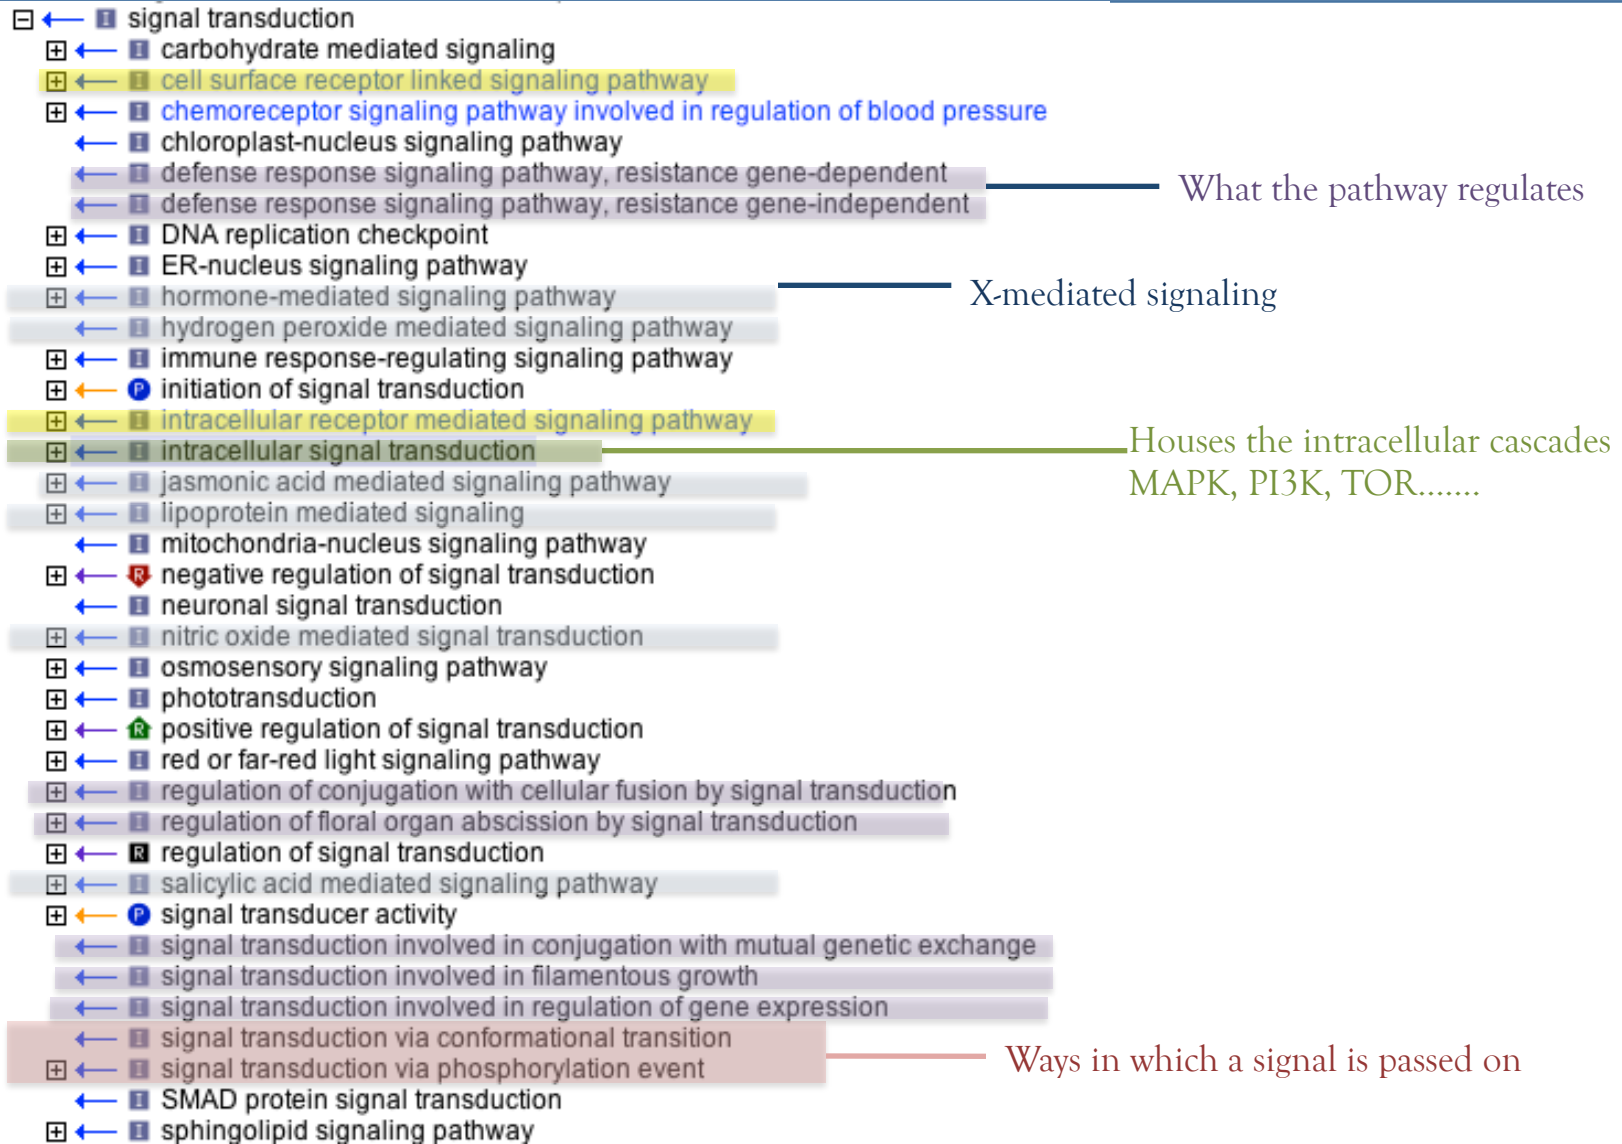 signal transduction
carbohydrate mediated signaling
cell surface receptor linked signaling pathway
chemoreceptor signaling pathway involved in regulation of blood pressure
chloroplast-nucleus signaling pathway
defense response signaling pathway, resistance gene-dependent
What the pathway regulates
defense response signaling pathway, resistance gene-independent
DNA replication checkpoint
ER-nucleus signaling pathway
hormone-mediated signaling pathway
X-mediated signaling
hydrogen peroxide mediated signaling pathway
immune response-regulating signaling pathway
P initiation of signal transduction
intracellular receptor mediated signaling pathway
intracellular signal transduction
Houses the intracellular cascades
MAPK, PI3K, TOR.......
jasmonic acid mediated signaling pathway
lipoprotein mediated signaling
mitochondria-nucleus signaling pathway
R negative regulation of signal transduction
neuronal signal transduction
nitric oxide mediated signal transduction
osmosensory signaling pathway
phototransduction
R positive regulation of signal transduction
red or far-red light signaling pathway
regulation of conjugation with cellular fusion by signal transduction
regulation of floral organ abscission by signal transduction
R regulation of signal transduction
salicylic acid mediated signaling pathway
P signal transducer activity
signal transduction involved in conjugation with mutual genetic exchange
signal transduction involved in filamentous growth
signal transduction involved in regulation of gene expression
signal transduction via conformational transition
Ways in which a signal is passed on
signal transduction via phosphorylation event
SMAD protein signal transduction
sphingolipid signaling pathway